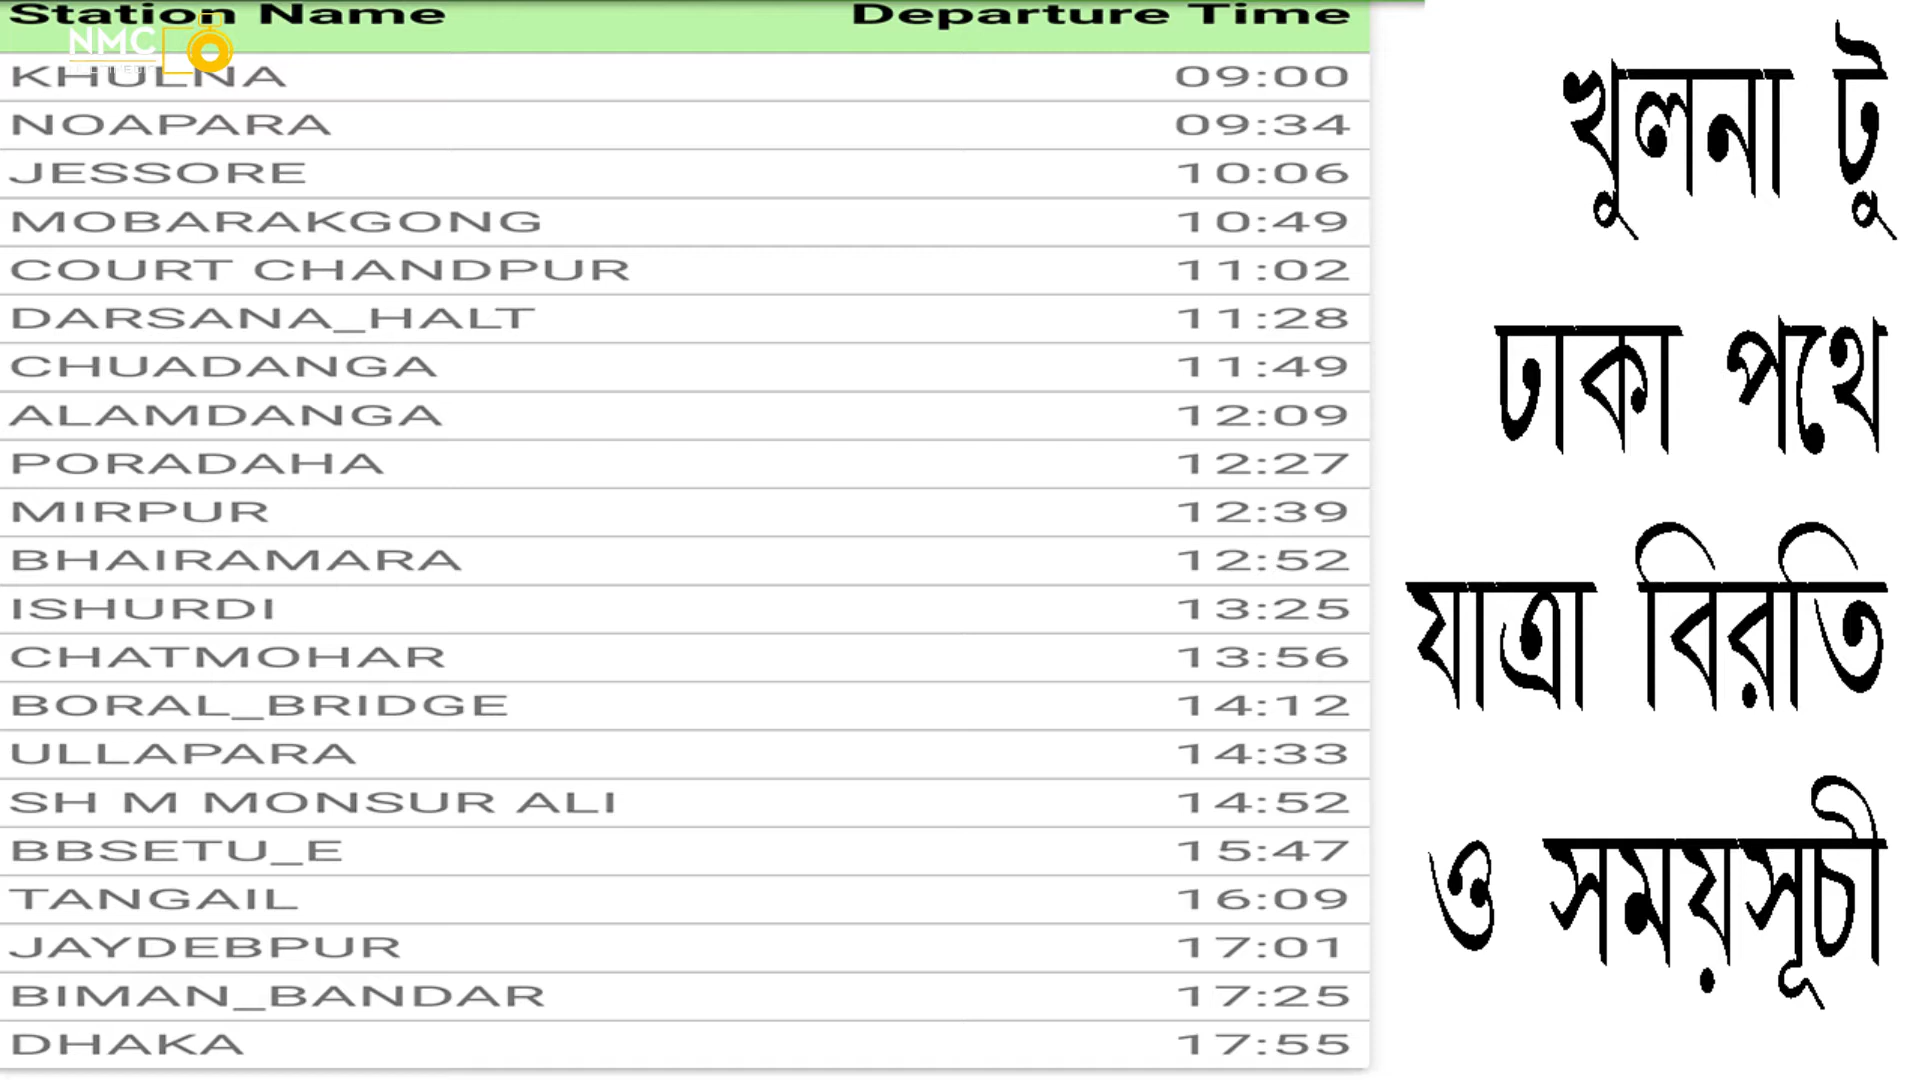 Station Name Departure Time
NMC
KHULNA 09:00
NOAPARA 09:34
JESSORE 10:06
MOBARAKGONG 10:49
COURT CHANDPUR 11:02
DARSANA_HALT 11:28
CHUADANGA 11:49
ALAMDANGA 12:09
PORADAHA 12:27
MIRPUR 12:39
BHAIRAMARA 12:52
ISHURDI 13:25
CHATMOHAR 13:56
BORAL_BRIDGE 14:12
ULLAPARA 14:33
SH M MONSUR ALI 14:52
BBSETU_E 15:47
TANGAIL 16:09
JAYDEBPUR 17:01
BIMAN_BANDAR 17:25
DHAKA 17:55
খুলনা টু
ঢাকা পথে
যাত্রা বিরতি
ও সময়সূচী